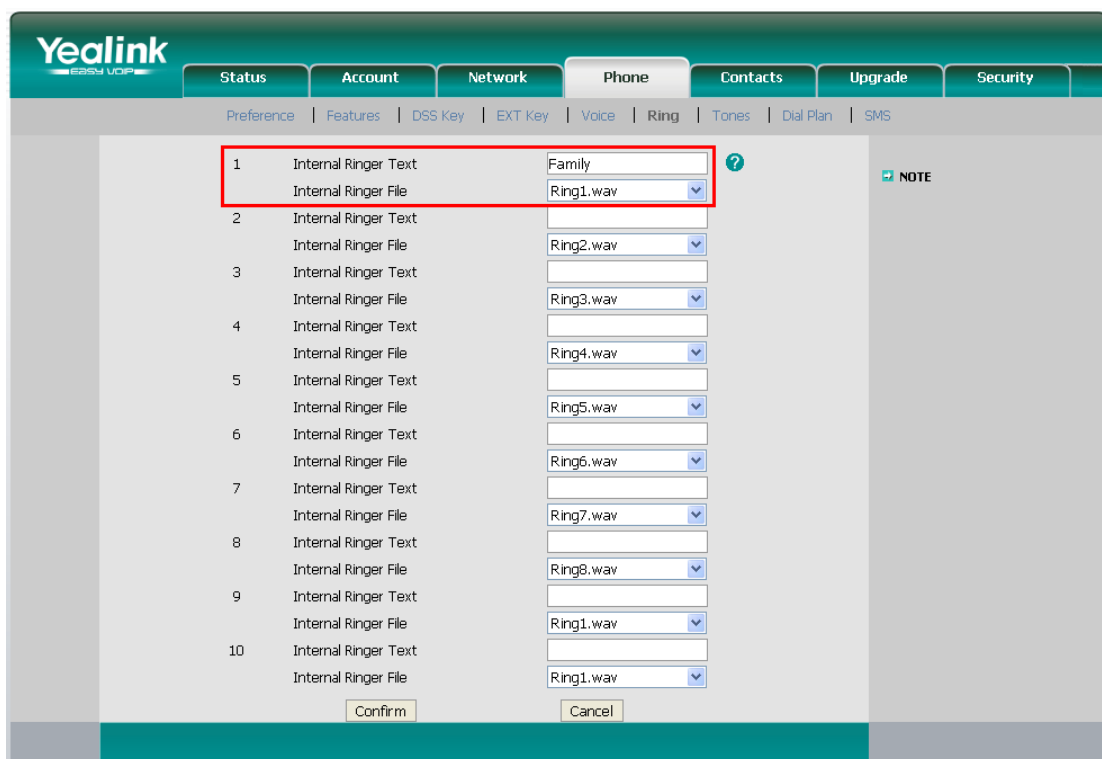 Yealink
EASY VOIP
Status Account Network Phone Contacts Upgrade Security
Preference | Features | DSS Key | EXT Key | Voice | Ring | Tones | Dial Plan | SMS
1 Internal Ringer Text Family ?
NOTE
Internal Ringer File Ring1.wav
2 Internal Ringer Text
Internal Ringer File Ring2.wav
3 Internal Ringer Text
Internal Ringer File Ring3.wav
4 Internal Ringer Text
Internal Ringer File Ring4.wav
5 Internal Ringer Text
Internal Ringer File Ring5.wav
6 Internal Ringer Text
Internal Ringer File Ring6.wav
7 Internal Ringer Text
Internal Ringer File Ring7.wav
8 Internal Ringer Text
Internal Ringer File Ring8.wav
9 Internal Ringer Text
Internal Ringer File Ring1.wav
10 Internal Ringer Text
Internal Ringer File Ring1.wav
Confirm Cancel